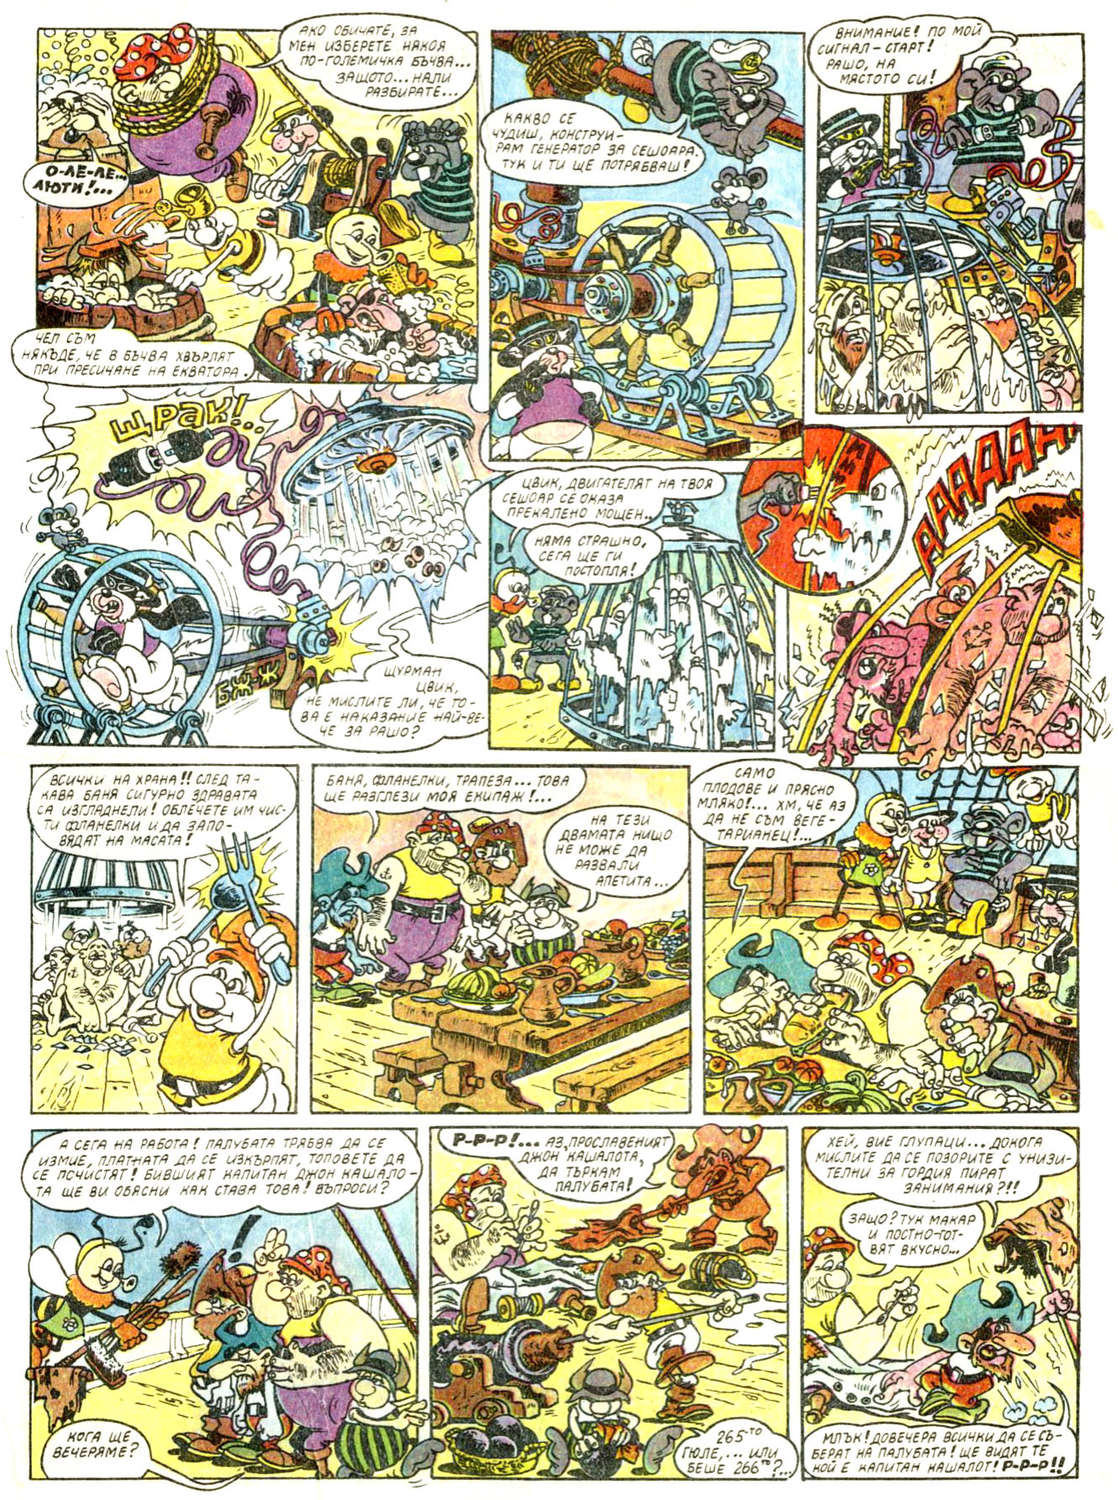 АКО ОБИЧАТЕ, ЗА
МЕН ИЗБЕРЕТЕ НЯКОЯ
ПО-ГОЛЕМИЧКА БЪЧВА...
ЗАЩОТО... НАЛИ
РАЗБИРАТЕ...
О-ЛЕ-ЛЕ...
ЛЮТИ!...
ЧЕЛ СЪМ
НЯКЪДЕ, ЧЕ В БЪЧВА ХВЪРЛЯТ
ПРИ ПРЕСИЧАНЕ НА ЕКВАТОРА.
КАКВО СЕ
ЧУДИШ, КОНСТРУИ-
РАМ ГЕНЕРАТОР ЗА СЕШОАРА.
ТУК И ТИ ЩЕ ПОТРЯБВАШ!
ВНИМАНИЕ! ПО МОЙ
СИГНАЛ-СТАРТ!
РАШО, НА
МЯСТОТО СИ!
ЩРАК!...
БЖ-Ж
ЩУРМАН
ЦВИК,
НЕ МИСЛИТЕ ЛИ, ЧЕ ТО-
ВА Е НАКАЗАНИЕ НАЙ-ВЕ-
ЧЕ ЗА РАШО?
ЦВИК, ДВИГАТЕЛЯТ НА ТВОЯ
СЕШОАР СЕ ОКАЗА
ПРЕКАЛЕНО МОЩЕН..
НЯМА СТРАШНО,
СЕГА ЩЕ ГИ
ПОСТОПЛЯ!
АААААААА!
ВСИЧКИ НА ХРАНА!! СЛЕД ТА-
КАВА БАНЯ СИГУРНО ЗДРАВАТА
СА ИЗГЛАДНЕЛИ! ОБЛЕЧЕТЕ ИМ ЧИС-
ТИ ФЛАНЕЛКИ И ДА ЗАПО-
ВЯДАТ НА МАСАТА!
БАНЯ, ФЛАНЕЛКИ, ТРАПЕЗА... ТОВА
ЩЕ РАЗГЛЕЗИ МОЯ ЕКИПАЖ!...
НА ТЕЗИ
ДВАМАТА НИЩО
НЕ МОЖЕ ДА
РАЗВАЛИ
АПЕТИТА...
САМО
ПЛОДОВЕ И ПРЯСНО
МЛЯКО!... ХМ, ЧЕ АЗ
ДА НЕ СЪМ ВЕГЕ-
ТАРИАНЕЦ!...
А СЕГА НА РАБОТА! ПАЛУБАТА ТРЯБВА ДА СЕ
ИЗМИЕ, ПЛАТНАТА ДА СЕ ИЗКЪРПЯТ, ТОПОВЕТЕ ДА
СЕ ПОЧИСТЯТ! БИВШИЯТ КАПИТАН ДЖОН КАШАЛО-
ТА ЩЕ ВИ ОБЯСНИ КАК СТАВА ТОВА! ВЪПРОСИ?
!
КОГА ЩЕ
ВЕЧЕРЯМЕ?
Р-Р-Р!... АЗ, ПРОСЛАВЕНИЯТ
ДЖОН КАШАЛОТА,
ДА ТЪРКАМ
ПАЛУБАТА!
265-ТО
ГЮЛЕ,... ИЛИ
БЕШЕ 266ТО?...
ХЕЙ, ВИЕ ГЛУПАЦИ... ДОКОГА
МИСЛИТЕ ДА СЕ ПОЗОРИТЕ С УНИЗИ-
ТЕЛНИ ЗА ГОРДИЯ ПИРАТ
ЗАНИМАНИЯ?!!
ЗАЩО? ТУК МАКАР
И ПОСТНО-ГОТ-
ВЯТ ВКУСНО...
МЛЪК! ДОВЕЧЕРА ВСИЧКИ ДА СЕ СЪ-
БЕРАТ НА ПАЛУБАТА! ЩЕ ВИДЯТ ТЕ
КОЙ Е КАПИТАН КАШАЛОТ! Р-Р-Р!!